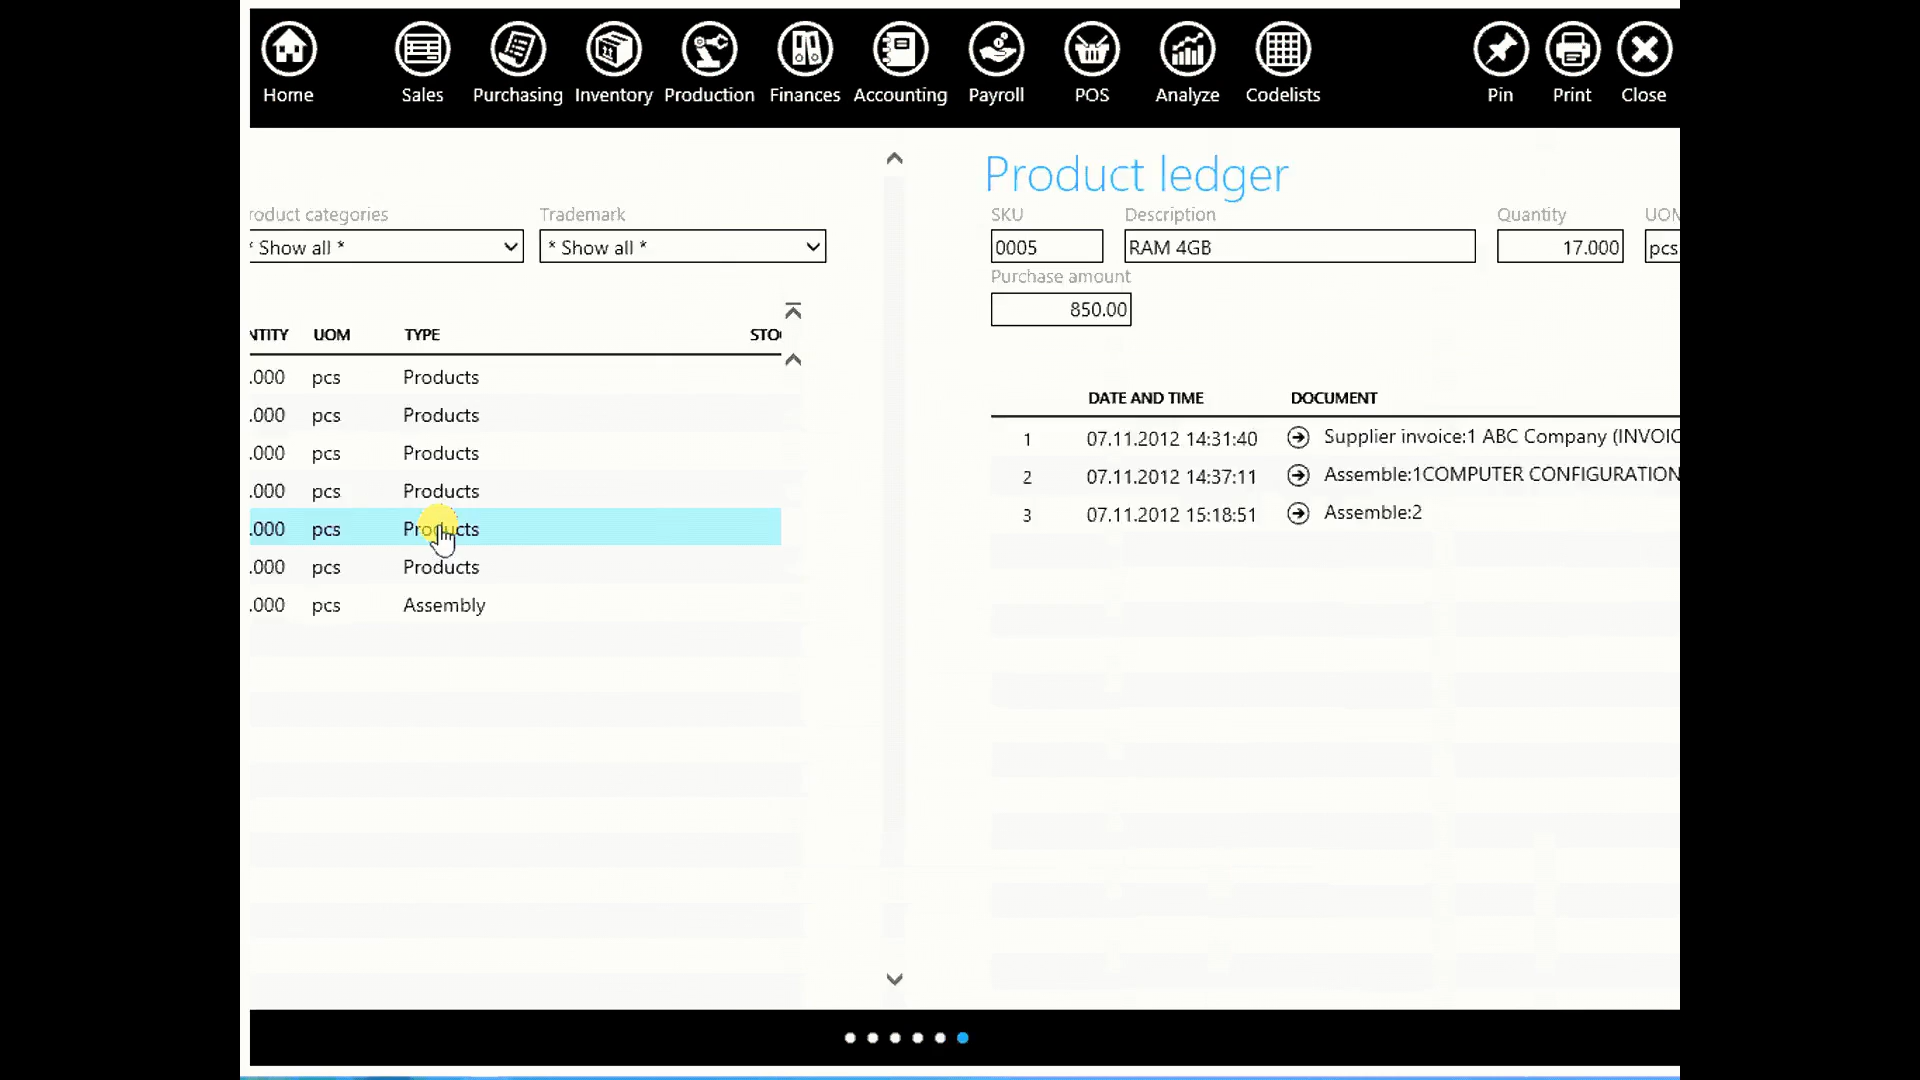 Home Sales Purchasing Inventory Production Finances Accounting Payroll POS Analyze Codelists Pin Print Close
Product ledger
roduct categories Trademark
* Show all * * Show all *
SKU Description Quantity UOM
0005 RAM 4GB 17.000 pcs
Purchase amount
850.00
NTITY UOM TYPE STO
.000 pcs Products
.000 pcs Products
.000 pcs Products
.000 pcs Products
.000 pcs Products
.000 pcs Products
.000 pcs Assembly
DATE AND TIME DOCUMENT
1 07.11.2012 14:31:40 Supplier invoice:1 ABC Company (INVOIC
2 07.11.2012 14:37:11 Assemble:1COMPUTER CONFIGURATION
3 07.11.2012 15:18:51 Assemble:2